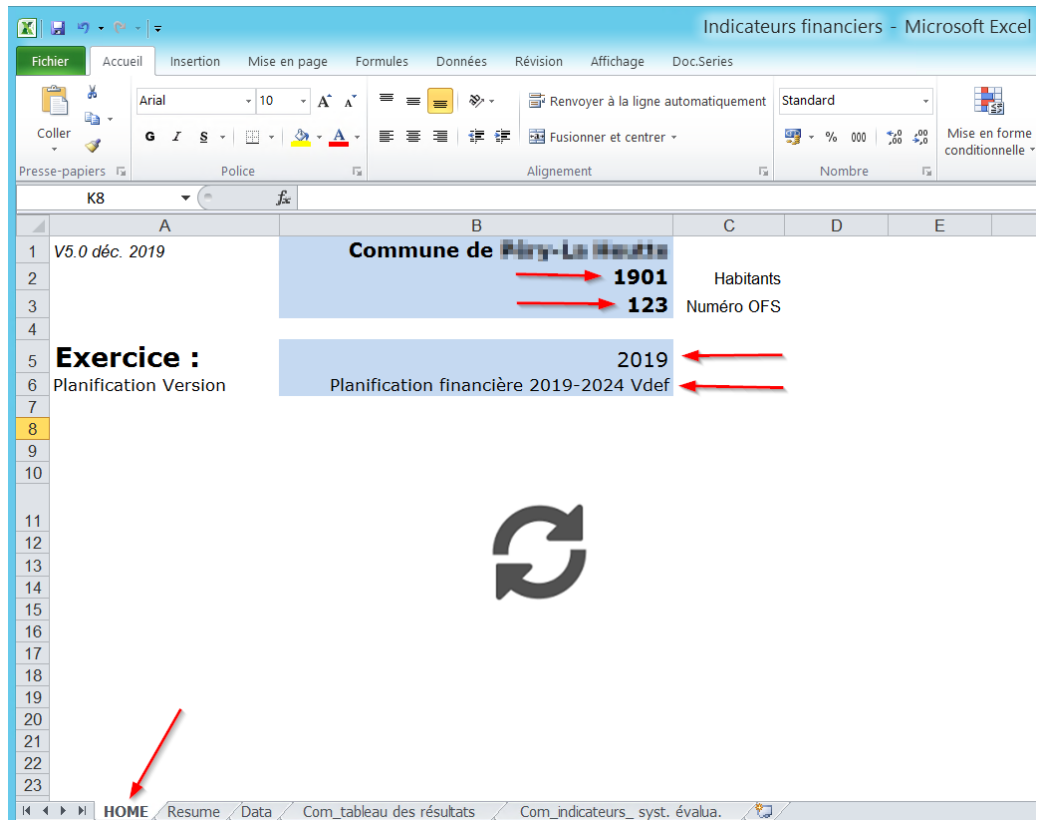 Indicateurs financiers - Microsoft Excel
Fichier Accueil Insertion Mise en page Formules Données Révision Affichage Doc.Series
Coller
Arial 10 A A Renvoyer à la ligne automatiquement Standard
G I S A Fusionner et centrer % 000 ,0 ,00 ,00 ,0 Mise en forme conditionnelle
Presse-papiers Police Alignement Nombre
K8 fx
A B C D E
1 V5.0 déc. 2019 Commune de
2 1901 Habitants
3 123 Numéro OFS
4
5 Exercice : 2019
6 Planification Version Planification financière 2019-2024 Vdef
7
8
9
10
11
12
13
14
15
16
17
18
19
20
21
22
23
HOME Resume Data Com_tableau des résultats Com_indicateurs_ syst. évalua.